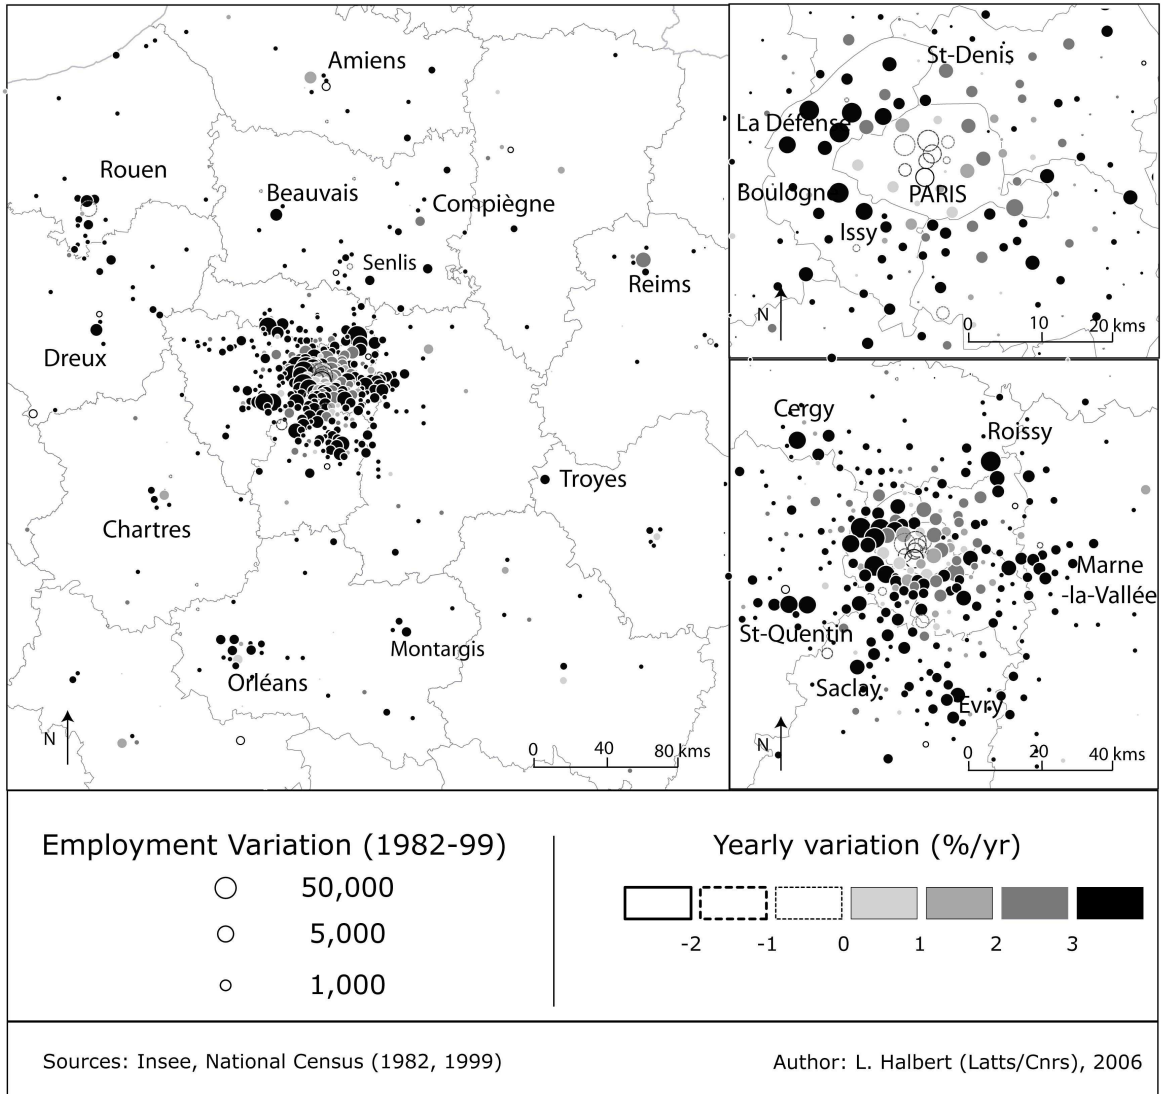 Amiens
Rouen
Beauvais
Compiègne
Senlis
Reims
Dreux
Troyes
Chartres
Montargis
Orléans
N
0 40 80 kms
St-Denis
La Défense
Boulogne
PARIS
Issy
N
0 10 20 kms
Cergy
Roissy
Marne
-la-Vallée
St-Quentin
Saclay
Evry
N
0 20 40 kms
Employment Variation (1982-99)
50,000
5,000
1,000
Yearly variation (%/yr)
-2 -1 0 1 2 3
Sources: Insee, National Census (1982, 1999)
Author: L. Halbert (Latts/Cnrs), 2006